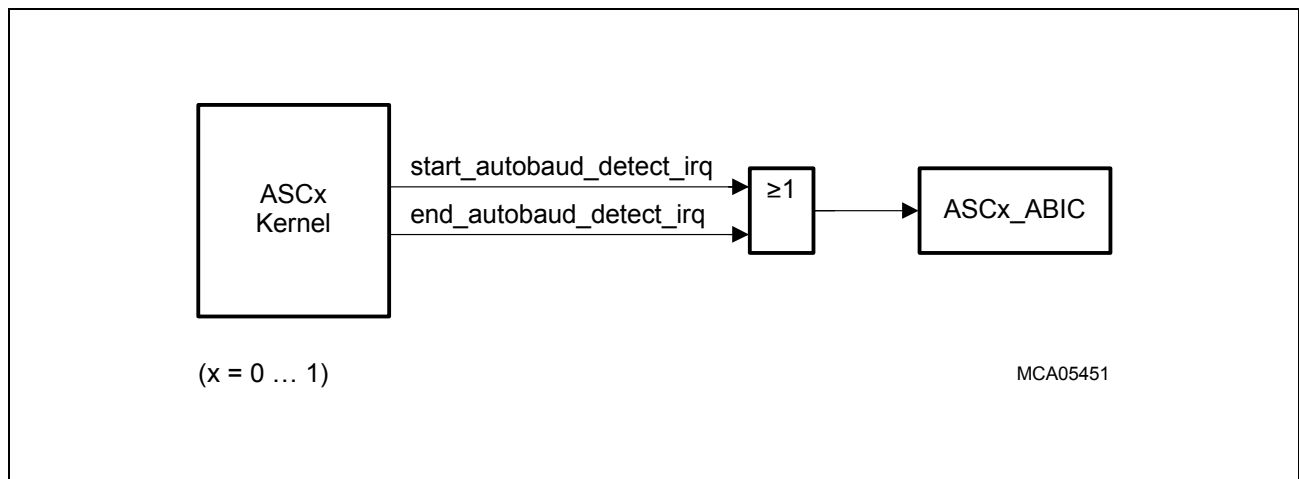 start_autobaud_detect_irq
ASCx
Kernel
end_autobaud_detect_irq
≥1
ASCx_ABIC
(x = 0 … 1)
MCA05451